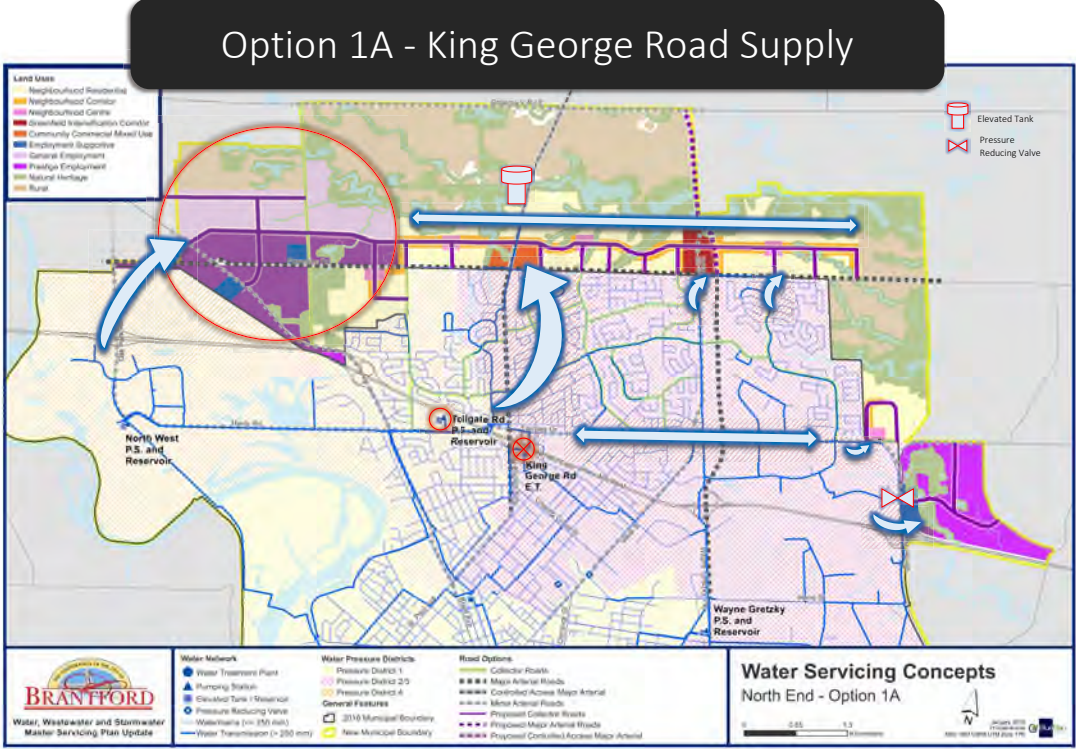 Option 1A - King George Road Supply
Land Uses
Neighbourhood Residential
Neighbourhood Corridor
Neighbourhood Centre
Greenfield Intensification Corridor
Community Commercial Mixed Use
Employment Supportive
General Employment
Prestige Employment
Natural Heritage
Rural
Elevated Tank
Pressure
Reducing Valve
Tollgate Rd
P.S. and
Reservoir
North West
P.S. and
Reservoir
King
George Rd
E.T.
Wayne Gretzky
P.S. and
Reservoir
BRANTFORD
Water, Wastewater and Stormwater
Master Servicing Plan Update
Water Network
Water Treatment Plant
Pumping Station
Elevated Tank / Reservoir
Pressure Reducing Valve
Watermains (<= 250 mm)
Water Transmission (> 250 mm)
Water Pressure Districts
Pressure District 1
Pressure District 2/3
Pressure District 4
General Features
2016 Municipal Boundary
New Municipal Boundary
Road Options
Collector Roads
Major Arterial Roads
Controlled Access Major Arterial
Minor Arterial Roads
Proposed Collector Roads
Proposed Major Arterial Roads
Proposed Controlled Access Major Arterial
Water Servicing Concepts
North End - Option 1A
N
0 0.65 1.3
Kilometers